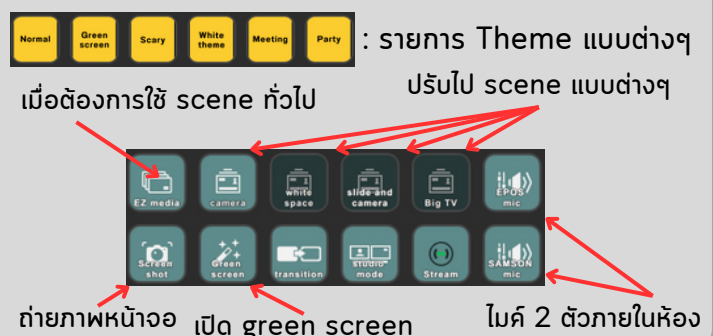 Normal
Green
screen
Scary
White
theme
Meeting
Party
: รายการ Theme แบบต่างๆ
เมื่อต้องการใช้ scene ทั่วไป
ปรับไป scene แบบต่างๆ
EZ media
camera
white
space
slide and
camera
Big TV
EPOS
mic
Screen
shot
Green
screen
transition
studio
mode
Stream
SAMSON
mic
ถ่ายภาพหน้าจอ
เปิด green screen
ไมค์ 2 ตัวภายในห้อง